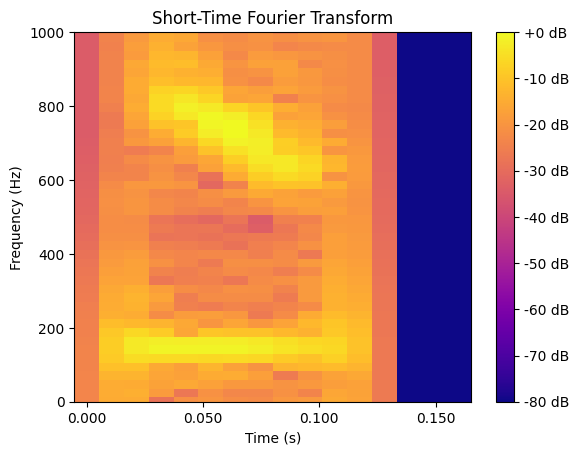 Short-Time Fourier Transform
1000
800
600
400
200
0
Frequency (Hz)
0.000
0.050
0.100
0.150
Time (s)
+0 dB
-10 dB
-20 dB
-30 dB
-40 dB
-50 dB
-60 dB
-70 dB
-80 dB